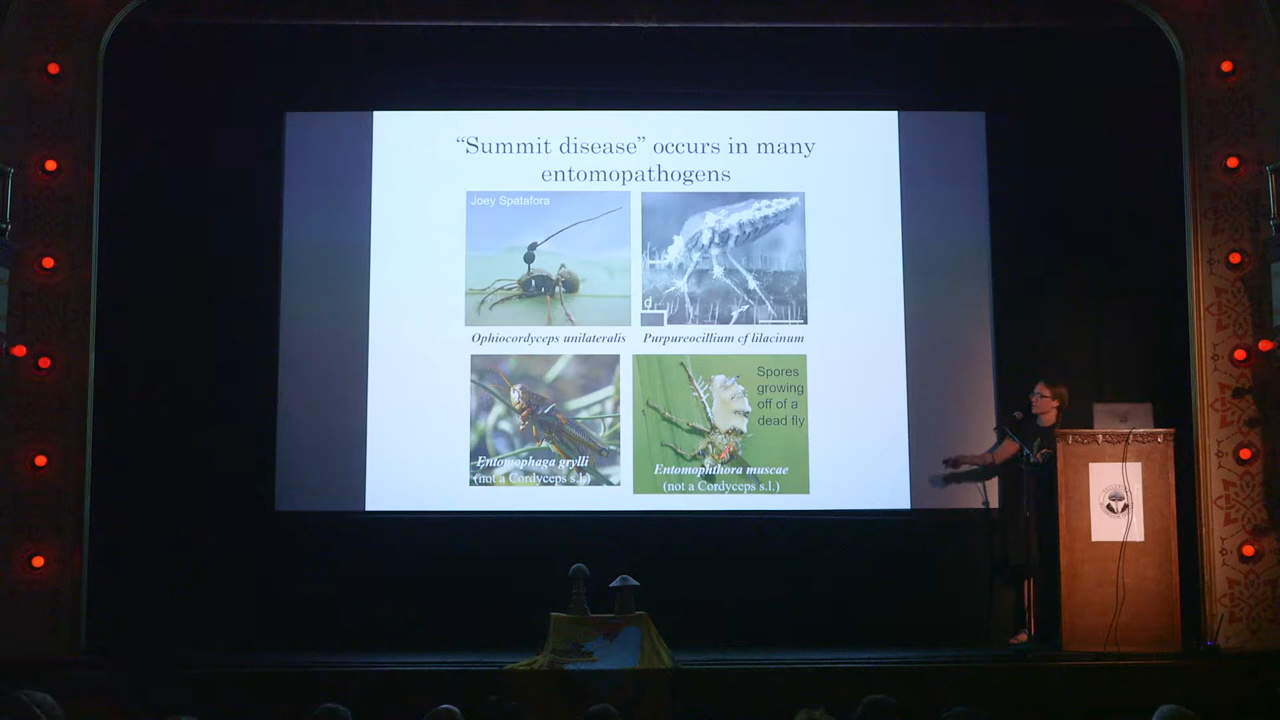 “Summit disease” occurs in many
entomopathogens
Joey Spatafora
d
Ophiocordyceps unilateralis
Purpureocillium cf lilacinum
Spores
growing
off of a
dead fly
Entomophaga grylli
(not a Cordyceps s.l.)
Entomophthora muscae
(not a Cordyceps s.l.)